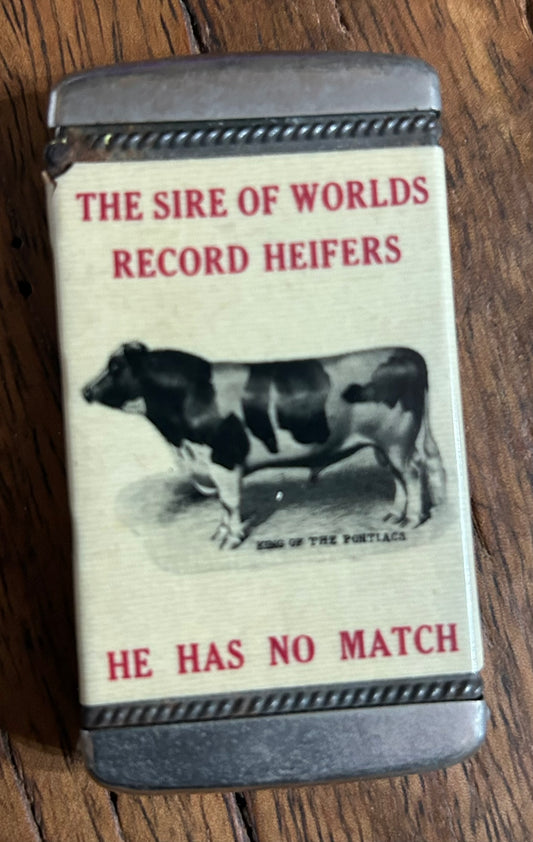 THE SIRE OF WORLDS
RECORD HEIFERS
KING OF THE PONTIACS
HE HAS NO MATCH